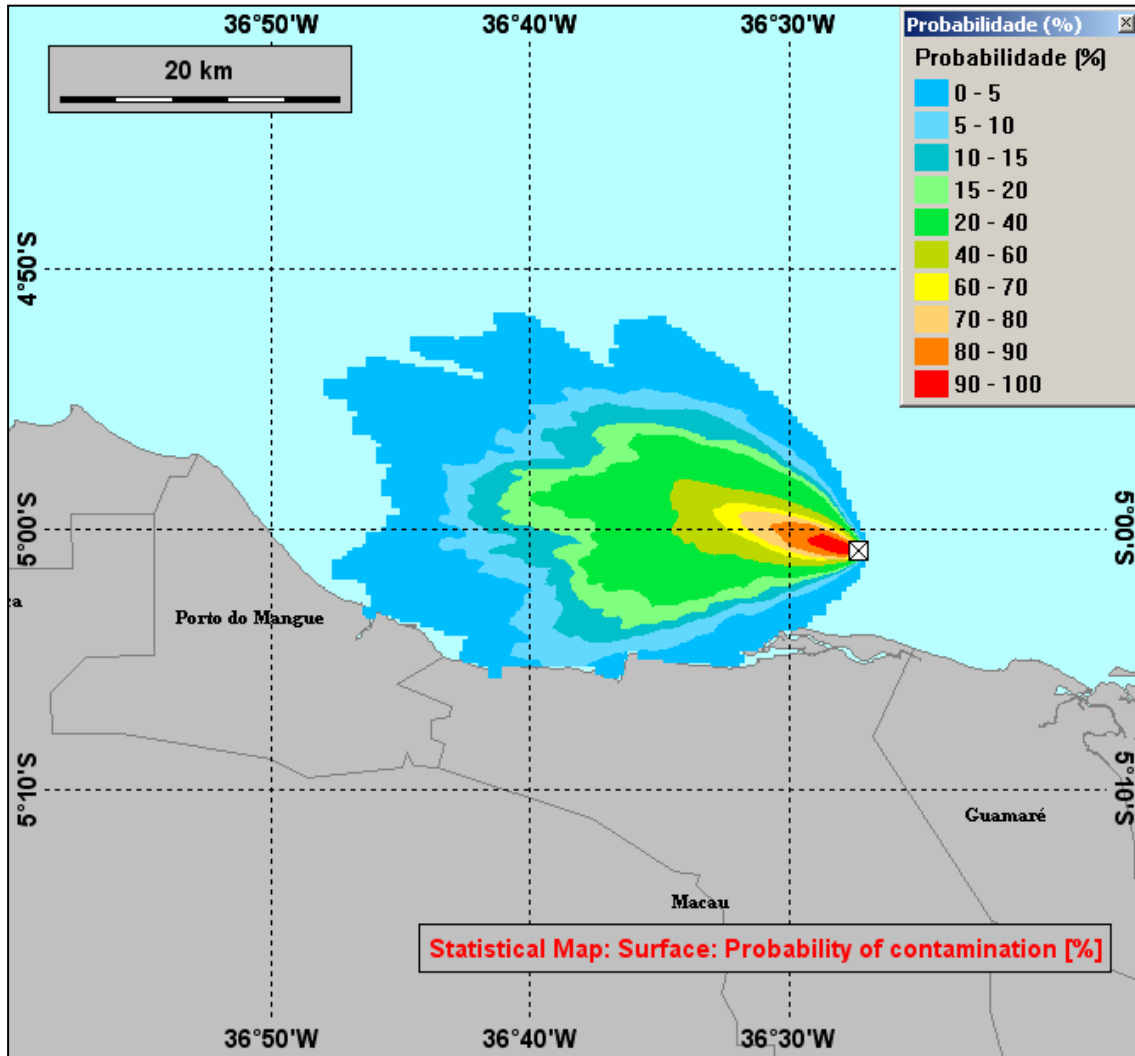 36°50'W
36°40'W
36°30'W
Probabilidade (%)
20 km
Probabilidade (%)
0 - 5
5 - 10
10 - 15
15 - 20
20 - 40
40 - 60
60 - 70
70 - 80
80 - 90
90 - 100
4°50'S
5°00'S
5°00'S
ca
Porto do Mangue
5°10'S
5°10'S
Guamaré
Macau
Statistical Map: Surface: Probability of contamination [%]
36°50'W
36°40'W
36°30'W